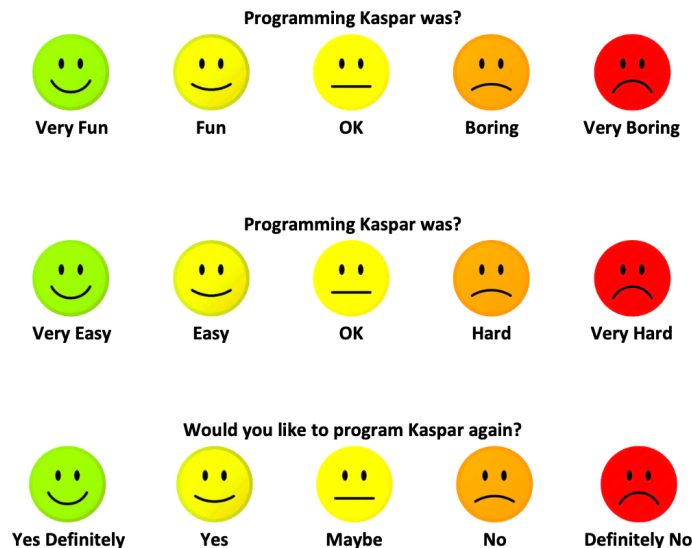 Programming Kaspar was?
Very Fun Fun OK Boring Very Boring
Programming Kaspar was?
Very Easy Easy OK Hard Very Hard
Would you like to program Kaspar again?
Yes Definitely Yes Maybe No Definitely No